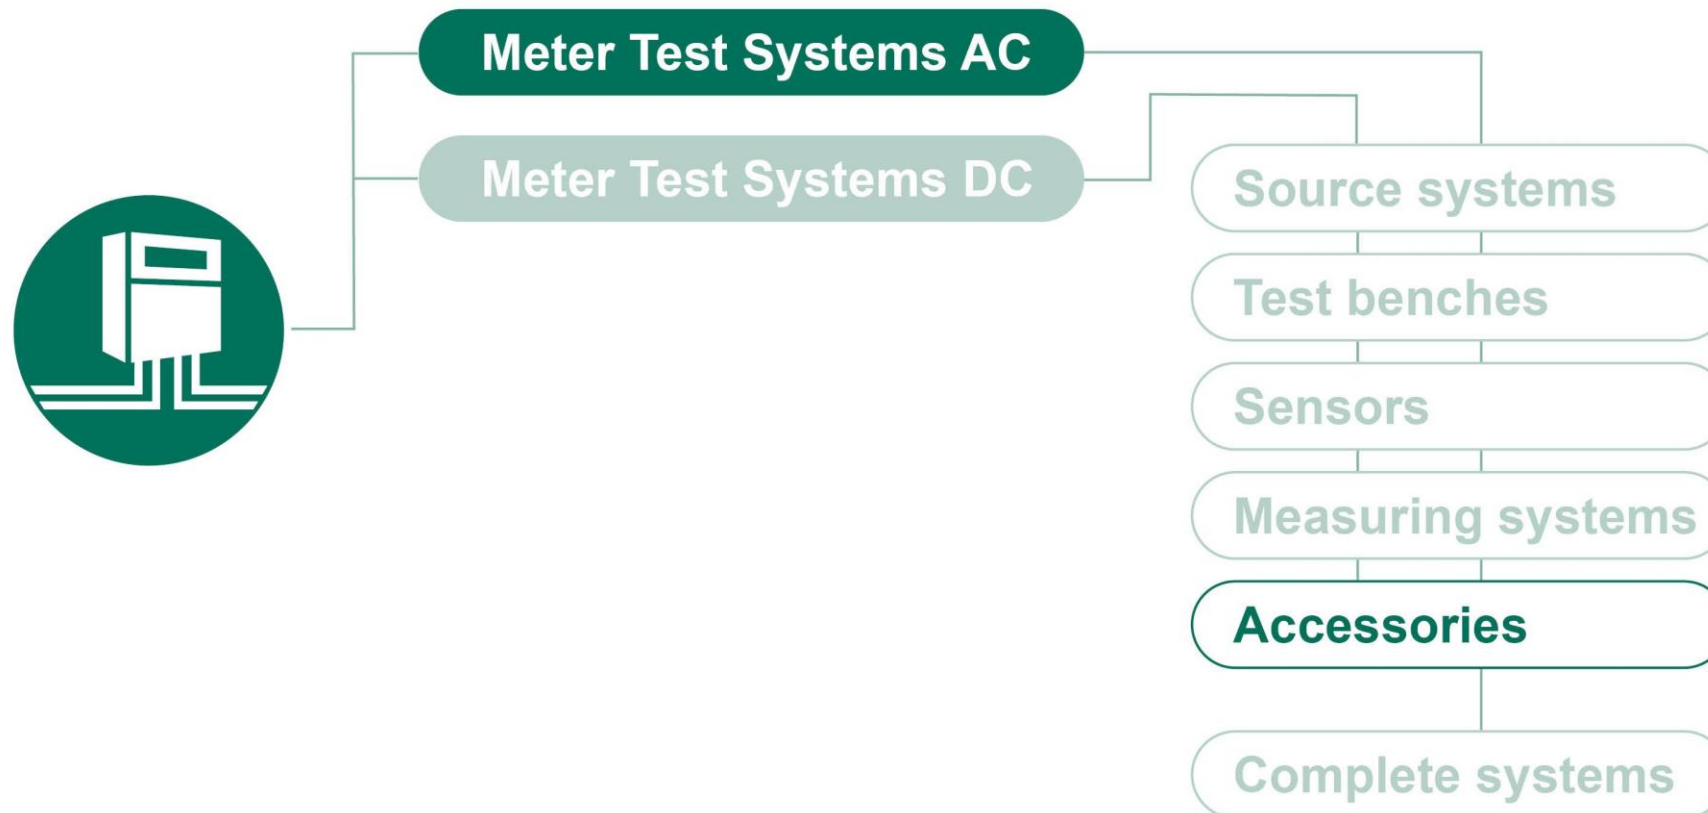 Meter Test Systems AC
Meter Test Systems DC
Source systems
Test benches
Sensors
Measuring systems
Accessories
Complete systems